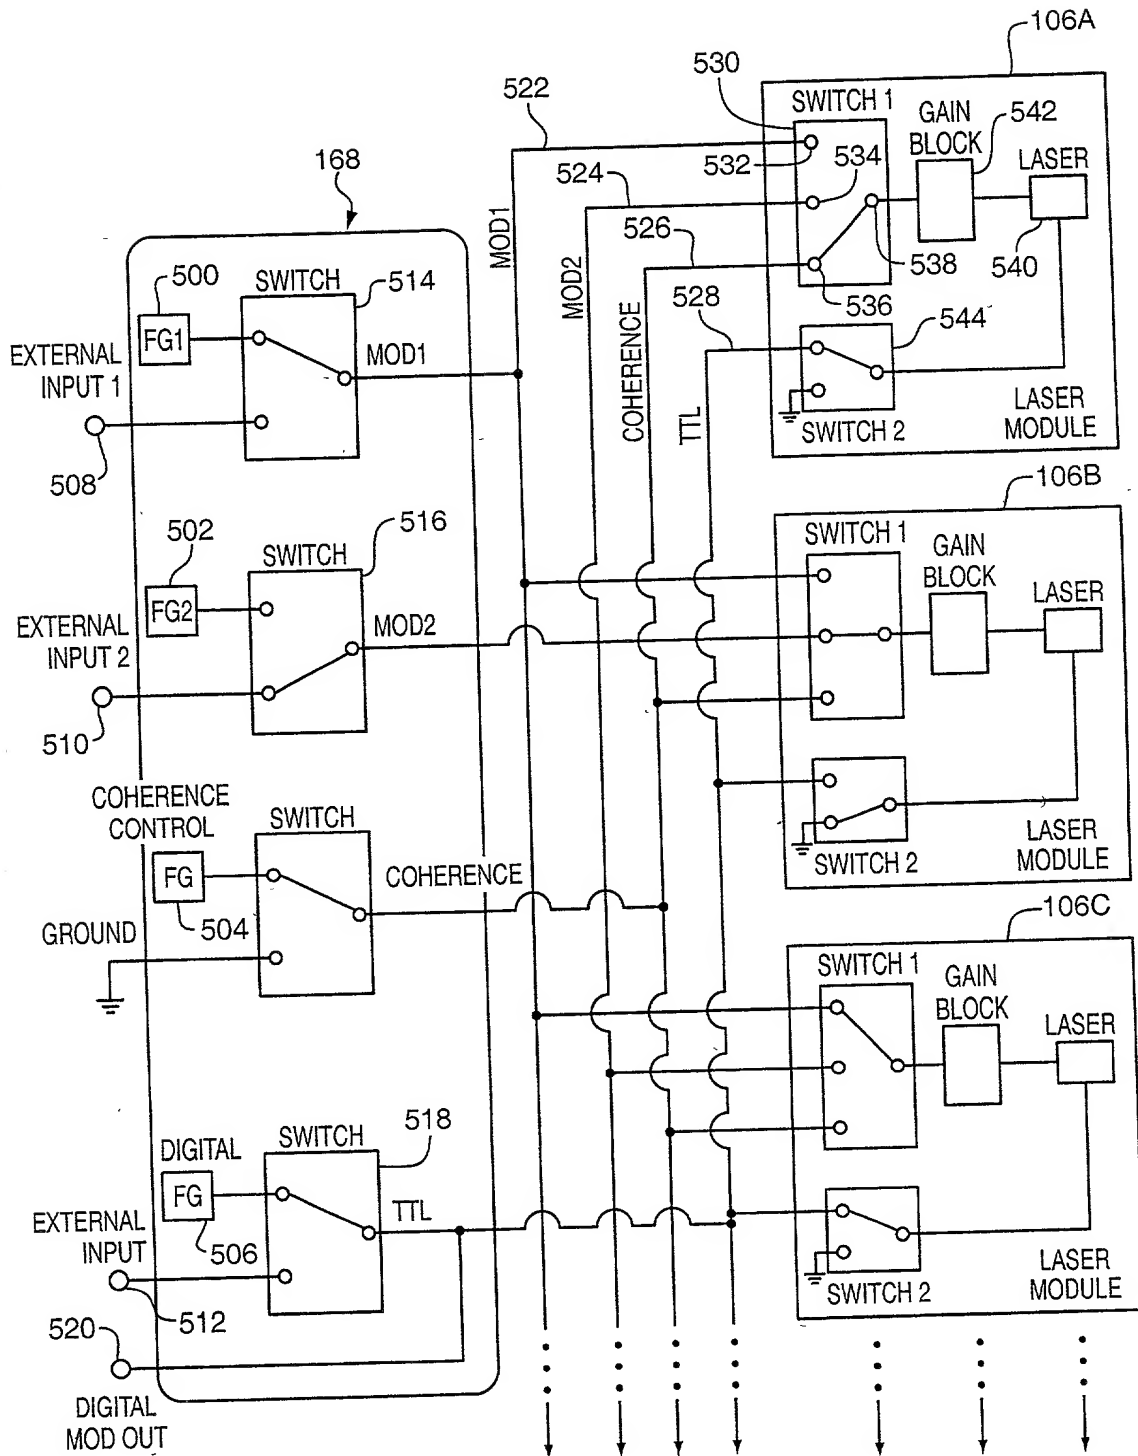 106A
530
522
SWITCH 1
GAIN
BLOCK
542
LASER
168
524
532
534
526
538
540
MOD1
MOD2
COHERENCE
TTL
536
528
544
500
SWITCH
514
FG1
EXTERNAL
INPUT 1
MOD1
508
SWITCH 2
LASER
MODULE
106B
502
SWITCH
516
FG2
EXTERNAL
INPUT 2
MOD2
510
SWITCH 1
GAIN
BLOCK
LASER
COHERENCE
CONTROL
SWITCH
FG
504
COHERENCE
GROUND
SWITCH 2
LASER
MODULE
106C
SWITCH 1
GAIN
BLOCK
LASER
DIGITAL
SWITCH
518
FG
TTL
EXTERNAL
INPUT
506
512
520
DIGITAL
MOD OUT
SWITCH 2
LASER
MODULE